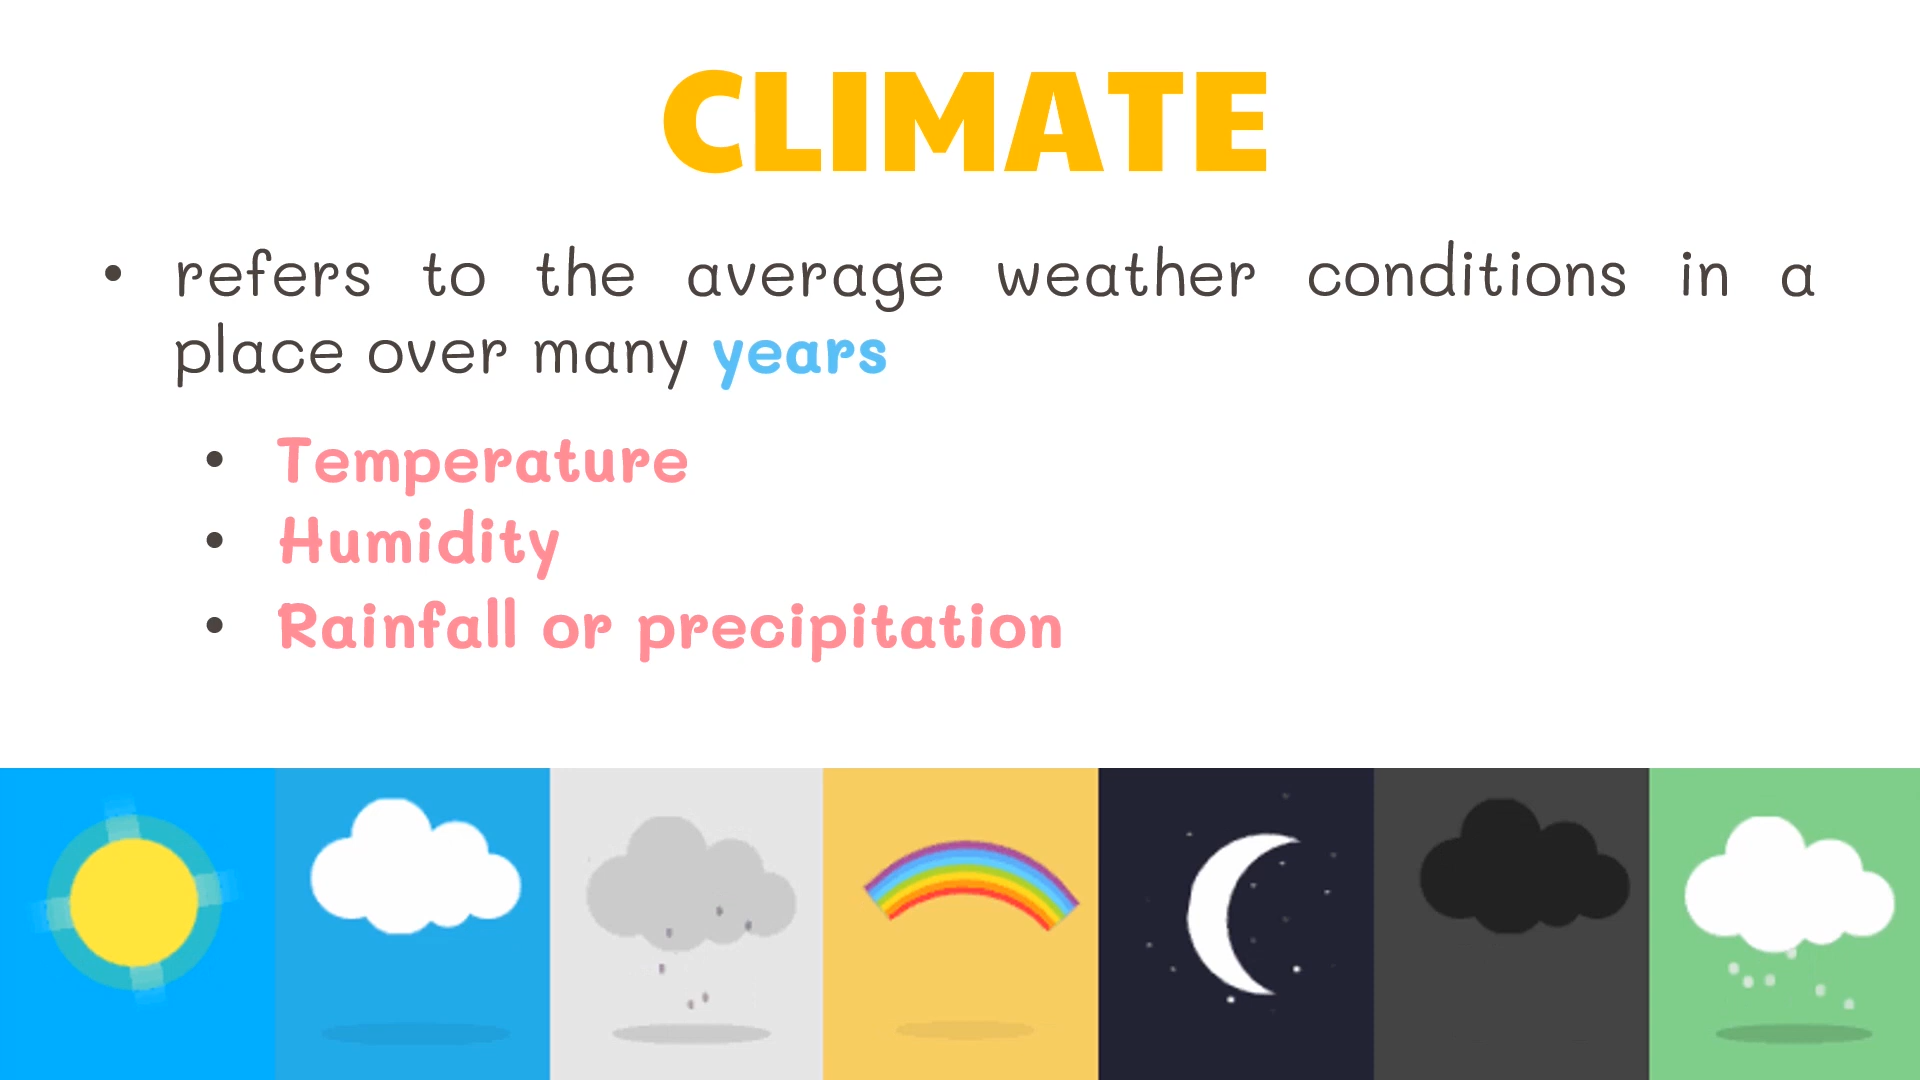 CLIMATE
• refers to the average weather conditions in a
place over many years
• Temperature
• Humidity
• Rainfall or precipitation